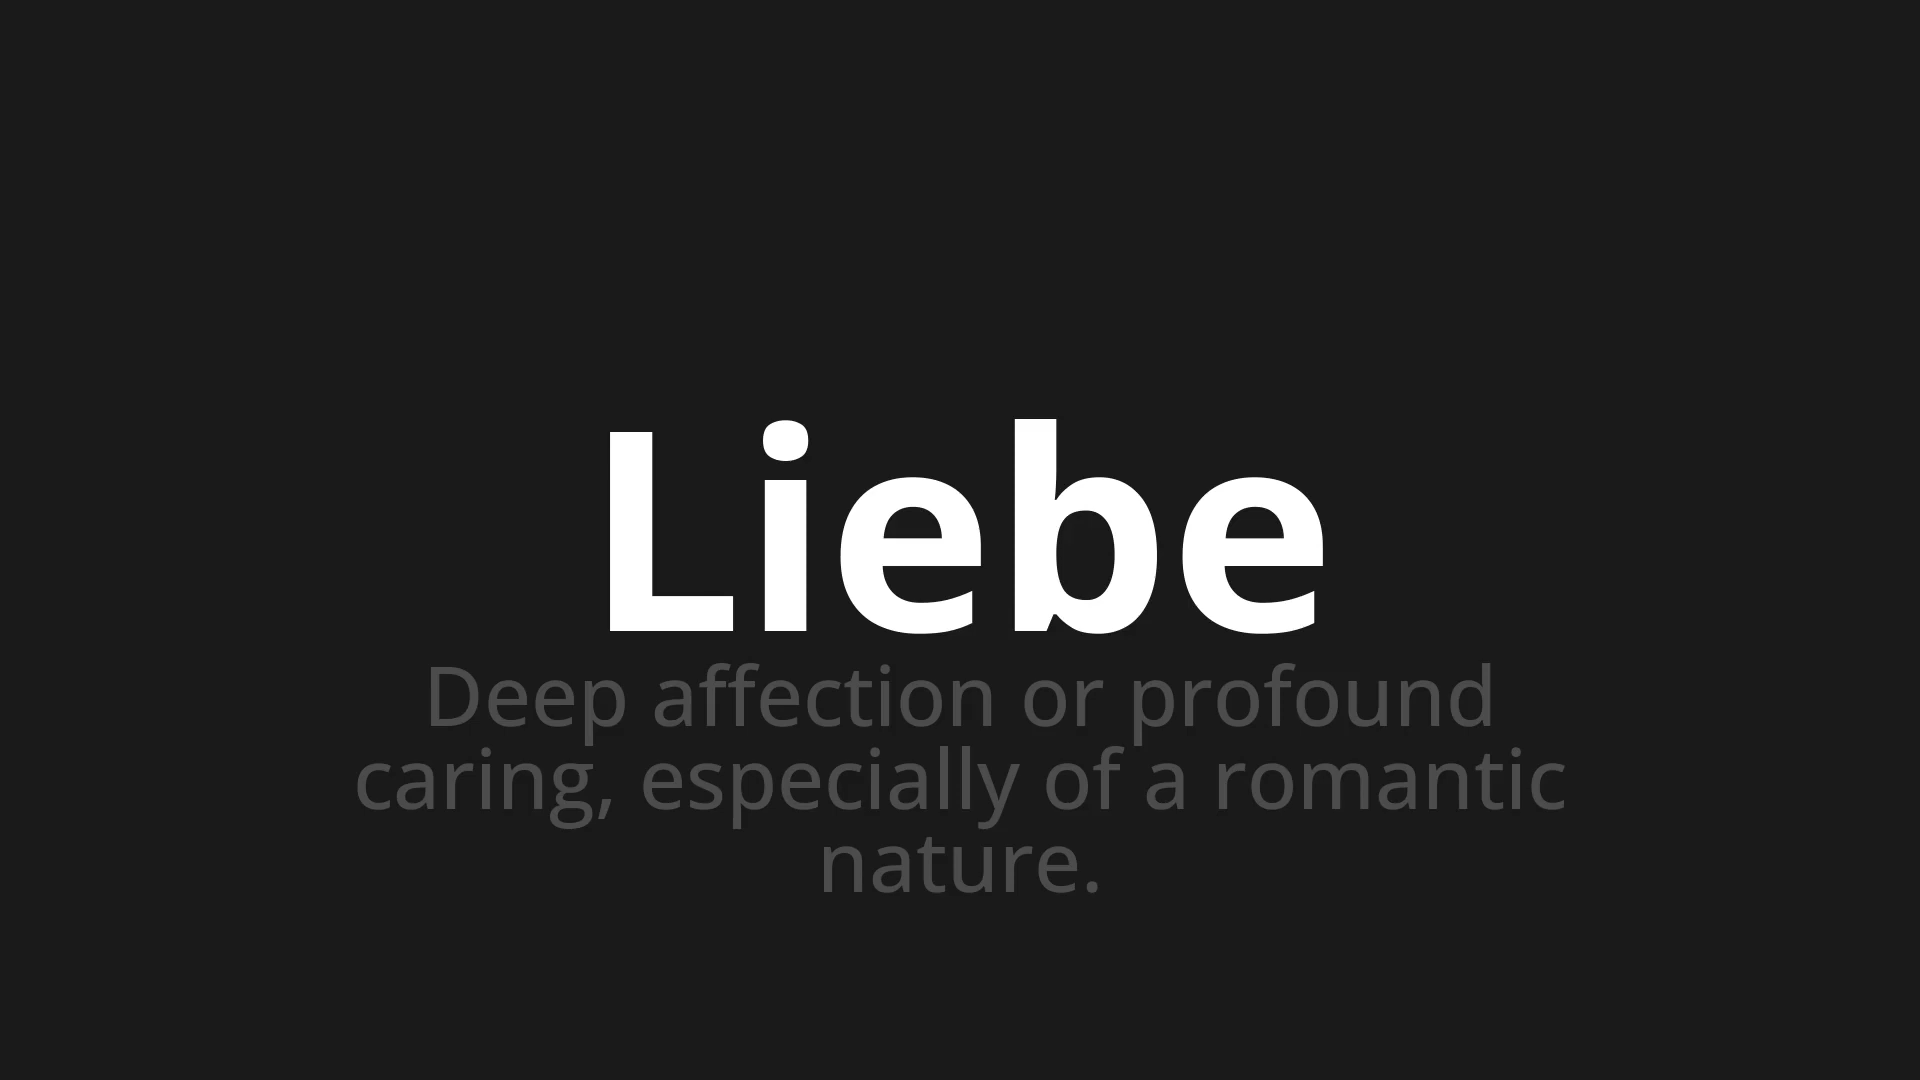 Liebe
Deep affection or profound
caring, especially of a romantic
nature.